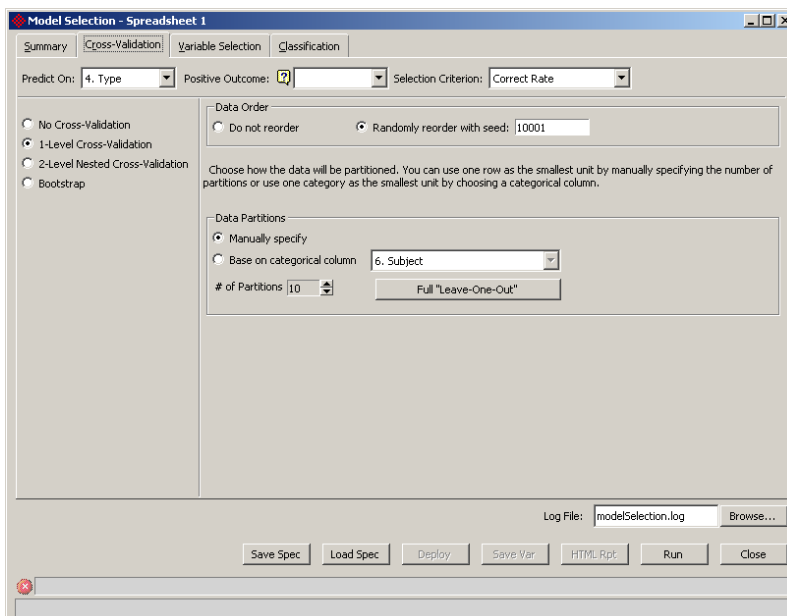 Model Selection - Spreadsheet 1
Summary Cross-Validation Variable Selection Classification
Predict On: 4. Type Positive Outcome: ? Selection Criterion: Correct Rate
No Cross-Validation
1-Level Cross-Validation
2-Level Nested Cross-Validation
Bootstrap
Data Order
Do not reorder Randomly reorder with seed: 10001
Choose how the data will be partitioned. You can use one row as the smallest unit by manually specifying the number of
partitions or use one category as the smallest unit by choosing a categorical column.
Data Partitions
Manually specify
Base on categorical column 6. Subject
# of Partitions 10 Full "Leave-One-Out"
Log File: modelSelection.log Browse...
Save Spec Load Spec Deploy Save Var HTML Rpt Run Close